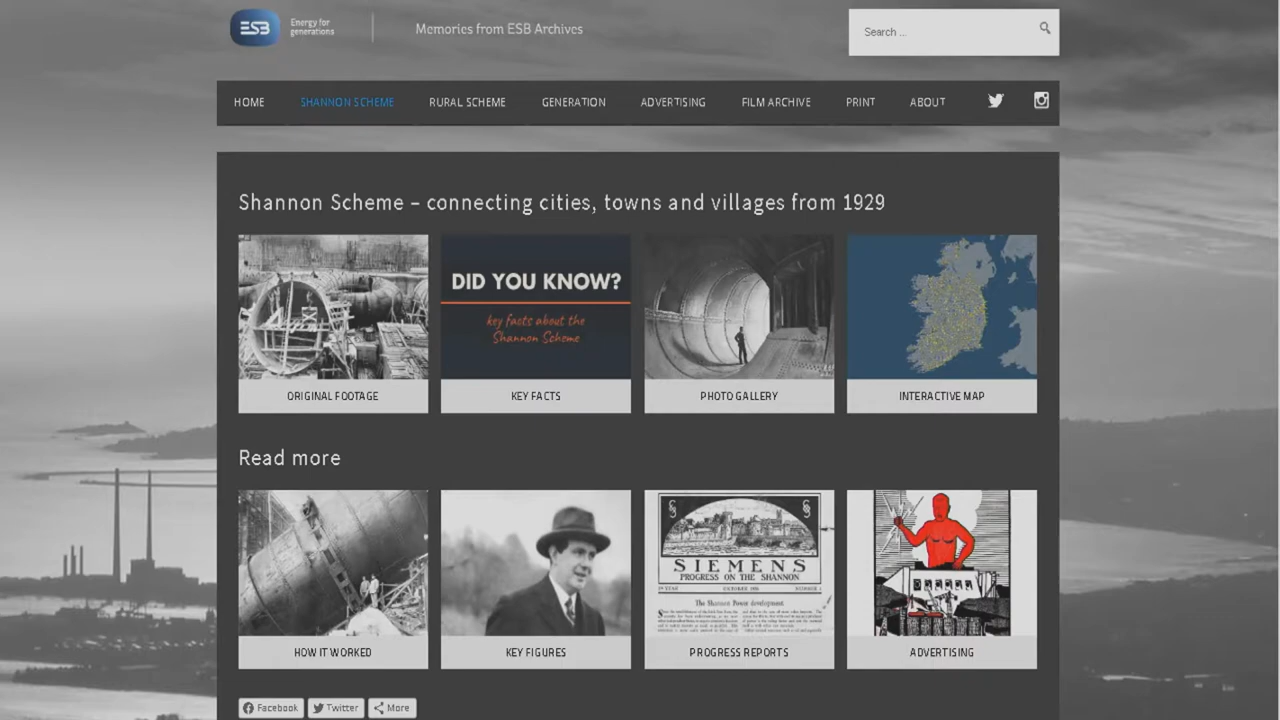 ESB
Energy for
generations
Memories from ESB Archives
Search ...
HOME
SHANNON SCHEME
RURAL SCHEME
GENERATION
ADVERTISING
FILM ARCHIVE
PRINT
ABOUT
Shannon Scheme – connecting cities, towns and villages from 1929
DID YOU KNOW?
key facts about the
Shannon Scheme
ORIGINAL FOOTAGE
KEY FACTS
PHOTO GALLERY
INTERACTIVE MAP
Read more
SIEMENS
PROGRESS ON THE SHANNON
The Shannon Power development
HOW IT WORKED
KEY FIGURES
PROGRESS REPORTS
ADVERTISING
Facebook
Twitter
More